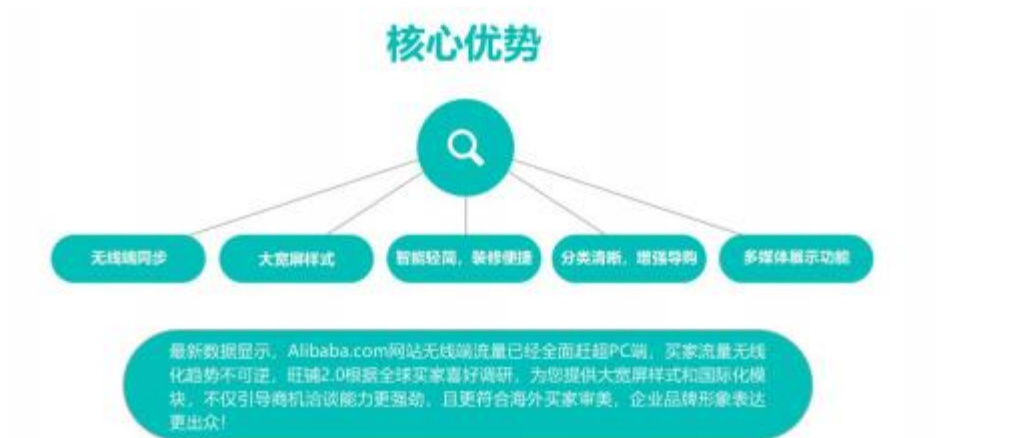 核心优势
无线端同步
大宽屏样式
智能轻简，装修便捷
分类清晰，增强导购
多媒体展示功能
最新数据显示，Alibaba.com网站无线端流量已经全面赶超PC端，买家流量无线
化趋势不可逆，旺铺2.0根据全球买家喜好调研，为您提供大宽屏样式和国际化模
块，不仅引导商机洽谈能力更强劲，且更符合海外买家审美，企业品牌形象表达
更出众！